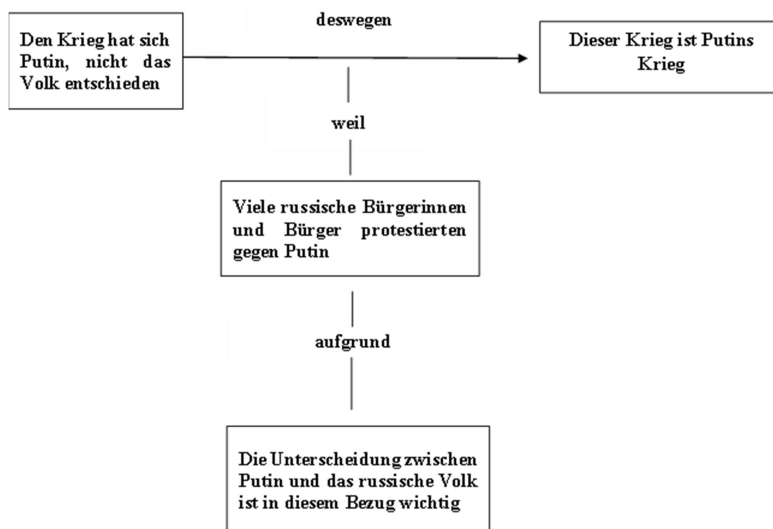 deswegen
Den Krieg hat sich
Putin, nicht das
Volk entschieden
Dieser Krieg ist Putins
Krieg
weil
Viele russische Bürgerinnen
und Bürger protestierten
gegen Putin
aufgrund
Die Unterscheidung zwischen
Putin und das russische Volk
ist in diesem Bezug wichtig